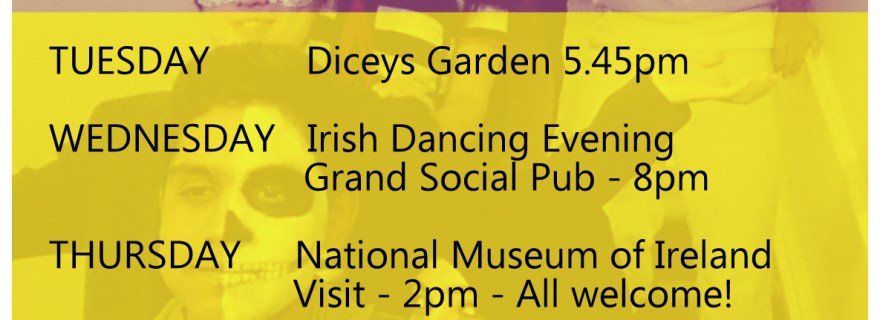 TUESDAY Diceys Garden 5.45pm
WEDNESDAY Irish Dancing Evening
Grand Social Pub - 8pm
THURSDAY National Museum of Ireland
Visit - 2pm - All welcome!